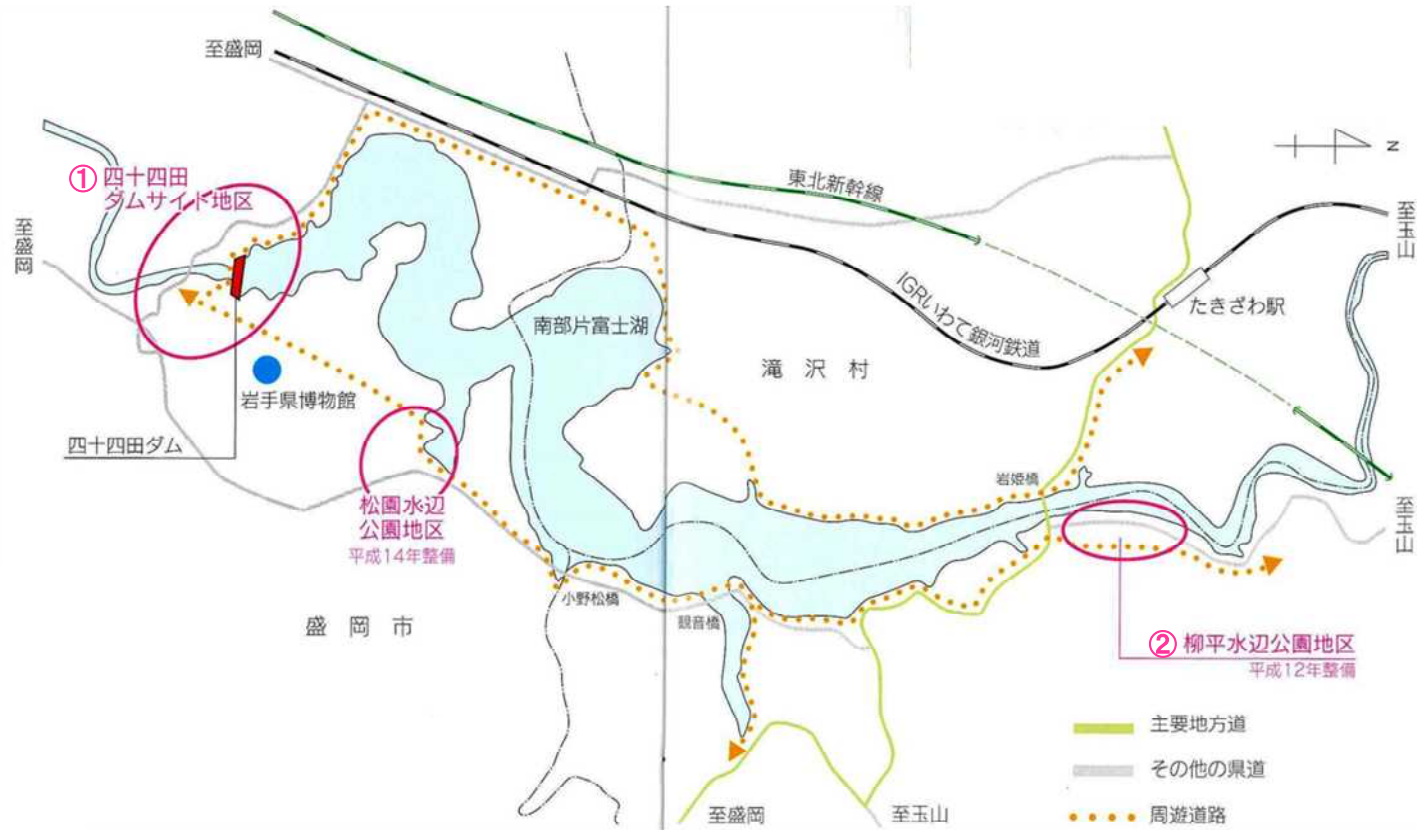 至盛岡
N
① 四十四田
ダムサイト地区
東北新幹線
至玉山
至盛岡
IGRいわて銀河鉄道
たきざわ駅
南部片富士湖
滝沢村
岩手県博物館
四十四田ダム
岩姫橋
松園水辺
公園地区
平成14年整備
至玉山
小野松橋
観音橋
盛岡市
② 柳平水辺公園地区
平成12年整備
主要地方道
その他の県道
至盛岡
至玉山
周遊道路